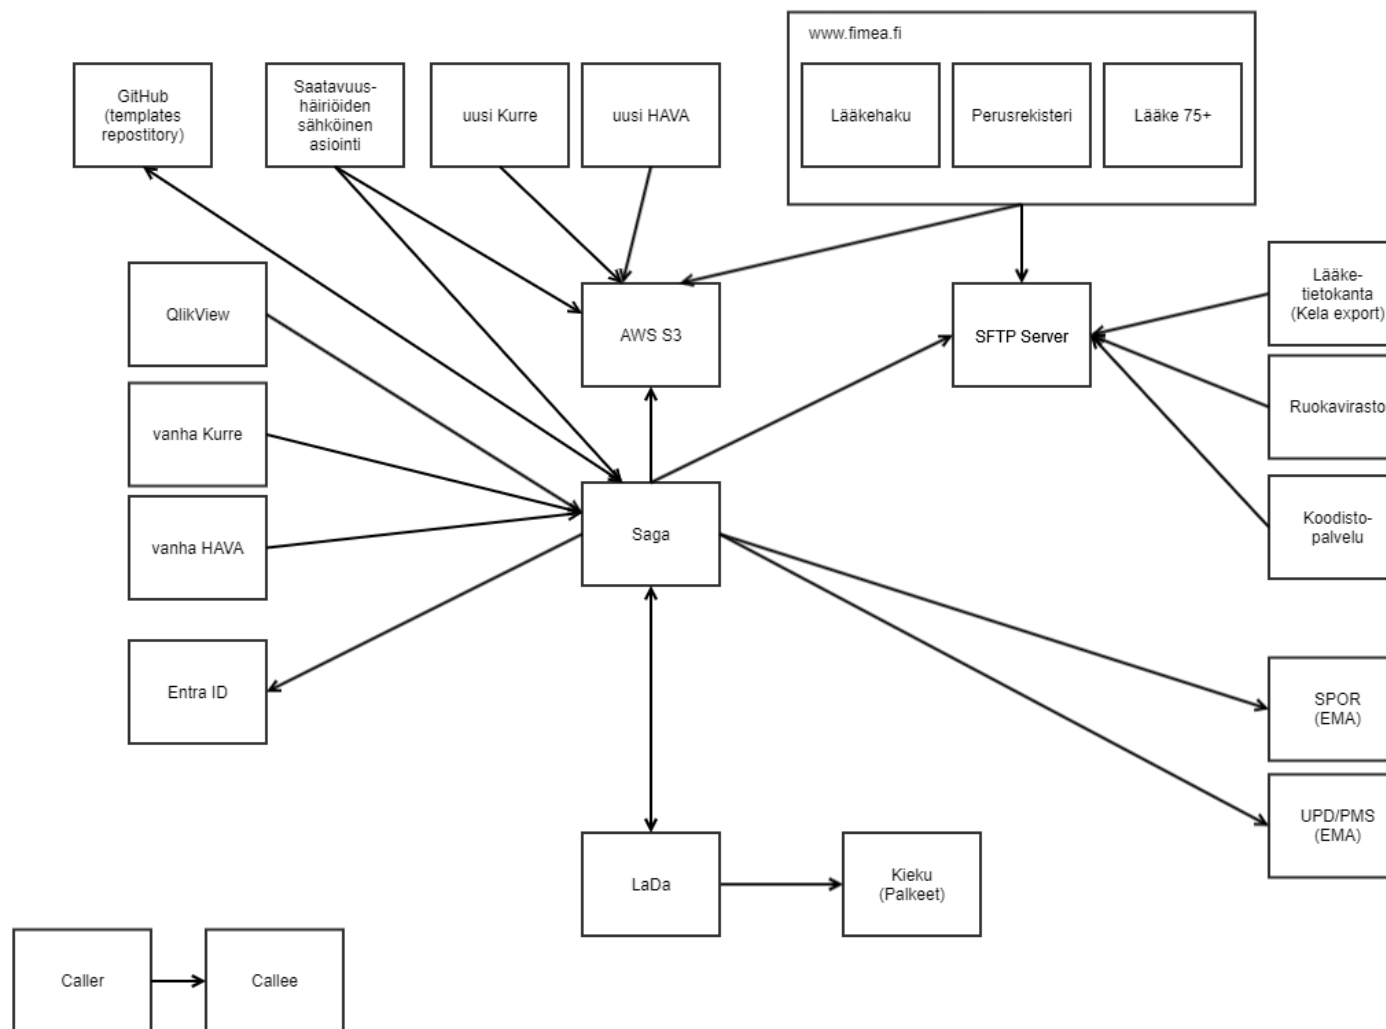 www.fimea.fi
GitHub
(templates
repostitory)
Saatavuus-
häiriöiden
sähköinen
asiointi
uusi Kurre
uusi HAVA
Lääkehaku
Perusrekisteri
Lääke 75+
QlikView
AWS S3
SFTP Server
Lääke-
tietokanta
(Kela export)
vanha Kurre
Ruokavirasto
vanha HAVA
Saga
Koodisto-
palvelu
Entra ID
SPOR
(EMA)
UPD/PMS
(EMA)
LaDa
Kieku
(Palkeet)
Caller
Callee